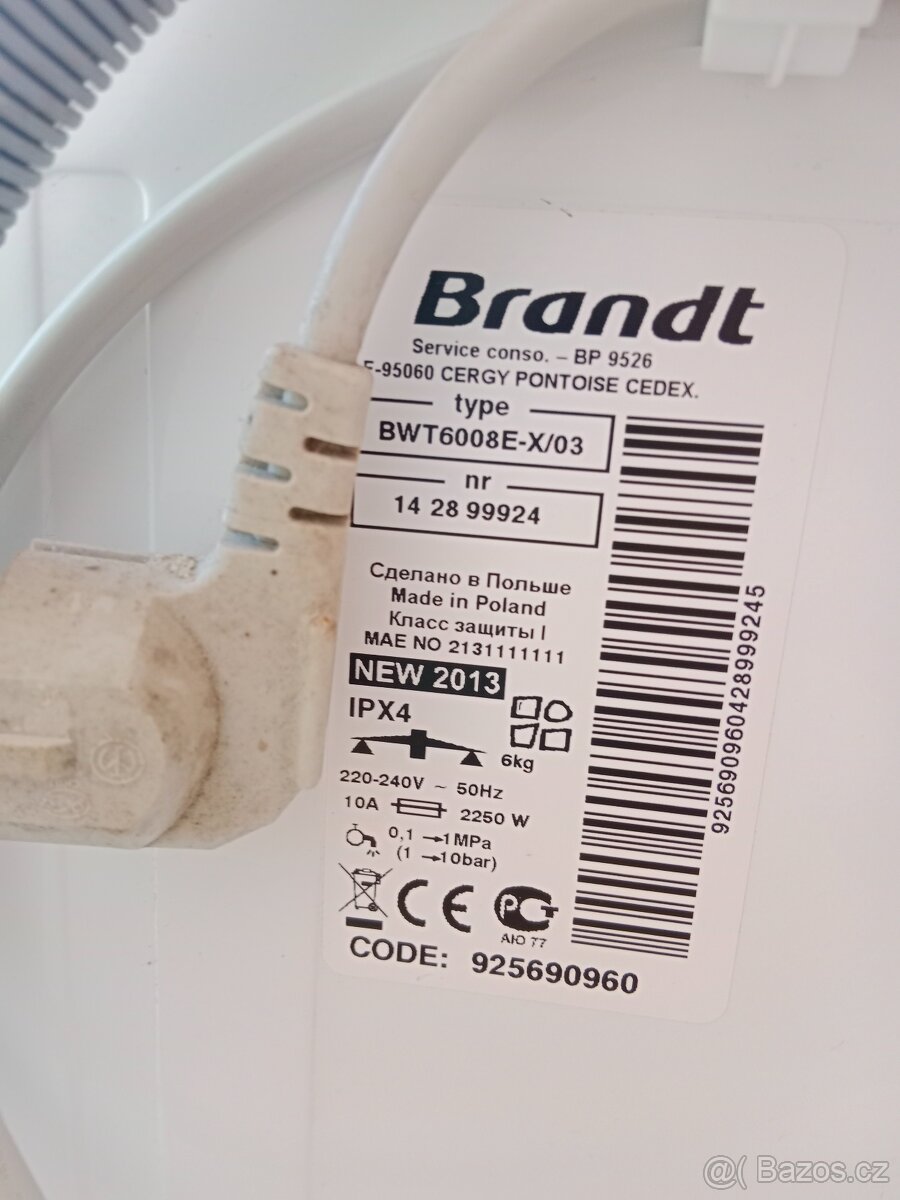 Brandt
Service conso. – BP 9526
F-95060 CERGY PONTOISE CEDEX.
type
BWT6008E-X/03
nr
14 28 99924
Сделано в Польше
Made in Poland
Класс защиты I
MAE NO 2131111111
NEW 2013
IPX4
6kg
220-240V ~ 50Hz
10A 2250 W
0,1 →1MPa
(1 →10bar)
CE PCT
АЮ 77
CODE: 925690960
925690960428999245
@( Bazos.cz